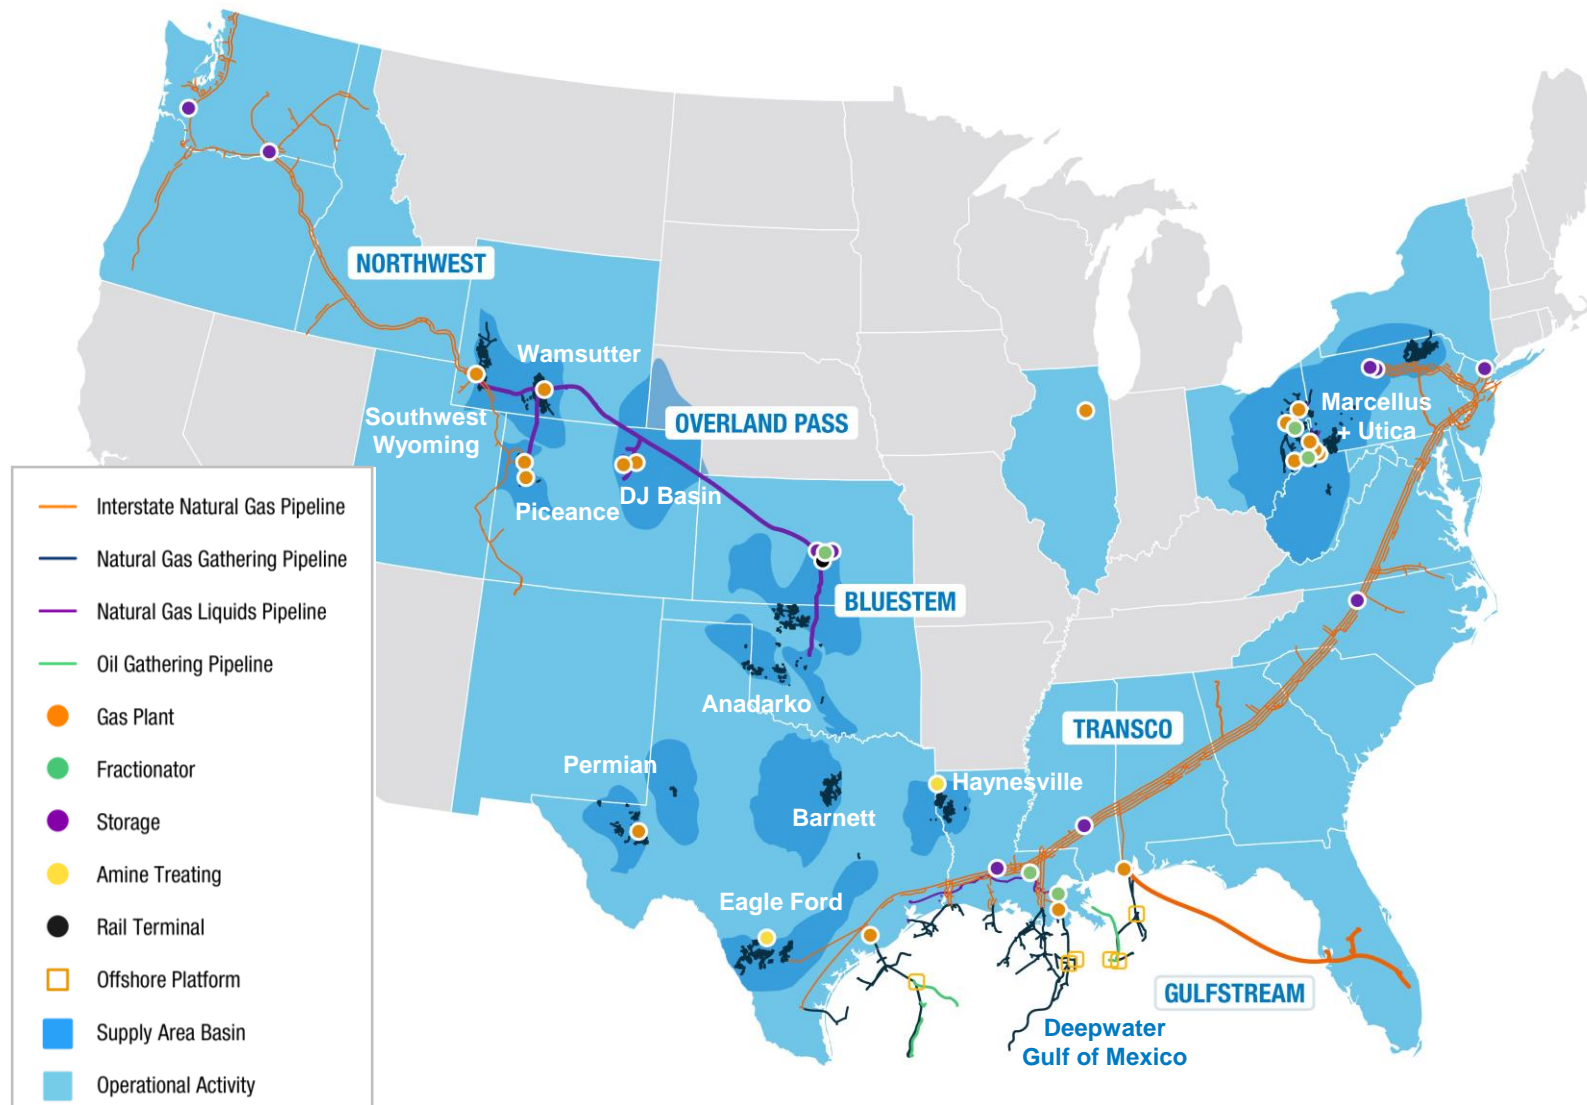 NORTHWEST
Wamsutter
Southwest
Wyoming
OVERLAND PASS
Marcellus
+ Utica
DJ Basin
Piceance
BLUESTEM
Anadarko
TRANSCO
Permian
Haynesville
Barnett
Eagle Ford
GULFSTREAM
Deepwater
Gulf of Mexico
Interstate Natural Gas Pipeline
Natural Gas Gathering Pipeline
Natural Gas Liquids Pipeline
Oil Gathering Pipeline
Gas Plant
Fractionator
Storage
Amine Treating
Rail Terminal
Offshore Platform
Supply Area Basin
Operational Activity